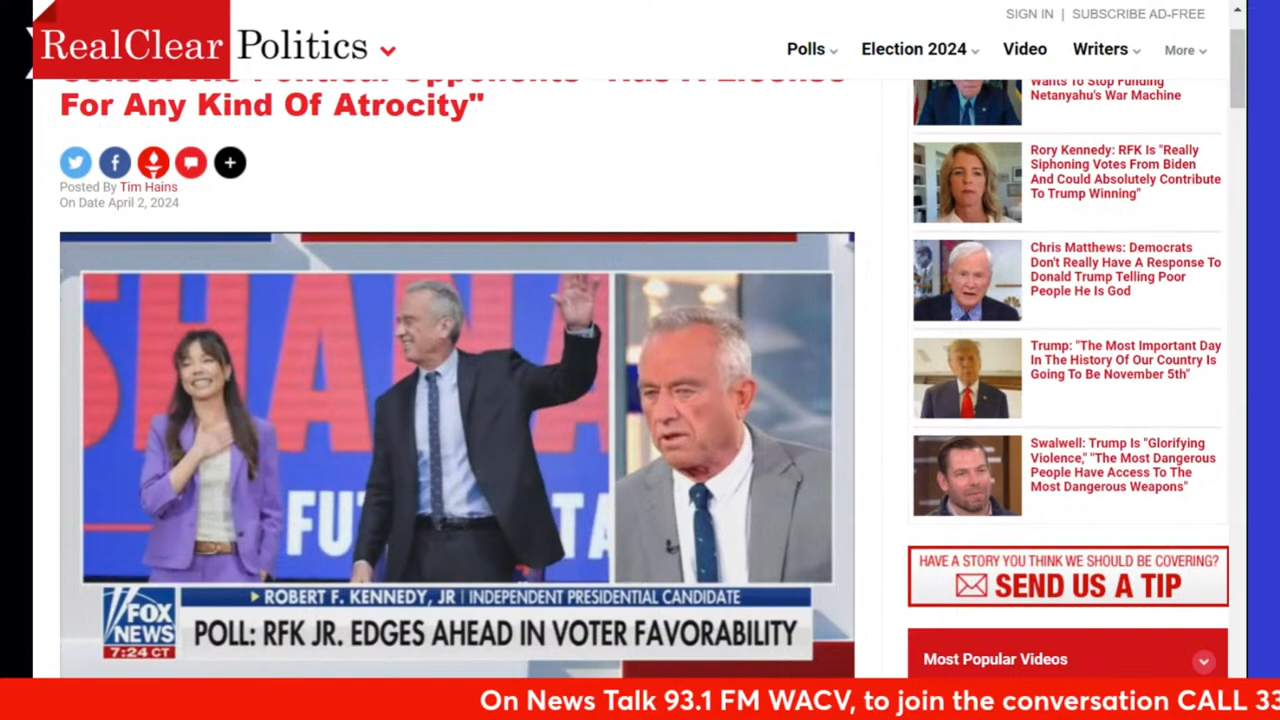 SIGN IN | SUBSCRIBE AD-FREE
RealClear Politics
Polls Election 2024 Video Writers More
For Any Kind Of Atrocity"
Posted By Tim Hains
On Date April 2, 2024
SHANA
FU TA
FOX
NEWS
7:24 CT
ROBERT F. KENNEDY, JR | INDEPENDENT PRESIDENTIAL CANDIDATE
POLL: RFK JR. EDGES AHEAD IN VOTER FAVORABILITY
Wants To Stop Funding
Netanyahu's War Machine
Rory Kennedy: RFK Is "Really
Siphoning Votes From Biden
And Could Absolutely Contribute
To Trump Winning"
Chris Matthews: Democrats
Don't Really Have A Response To
Donald Trump Telling Poor
People He Is God
Trump: "The Most Important Day
In The History Of Our Country Is
Going To Be November 5th"
Swalwell: Trump Is "Glorifying
Violence," "The Most Dangerous
People Have Access To The
Most Dangerous Weapons"
HAVE A STORY YOU THINK WE SHOULD BE COVERING?
SEND US A TIP
Most Popular Videos
On News Talk 93.1 FM WACV, to join the conversation CALL 33